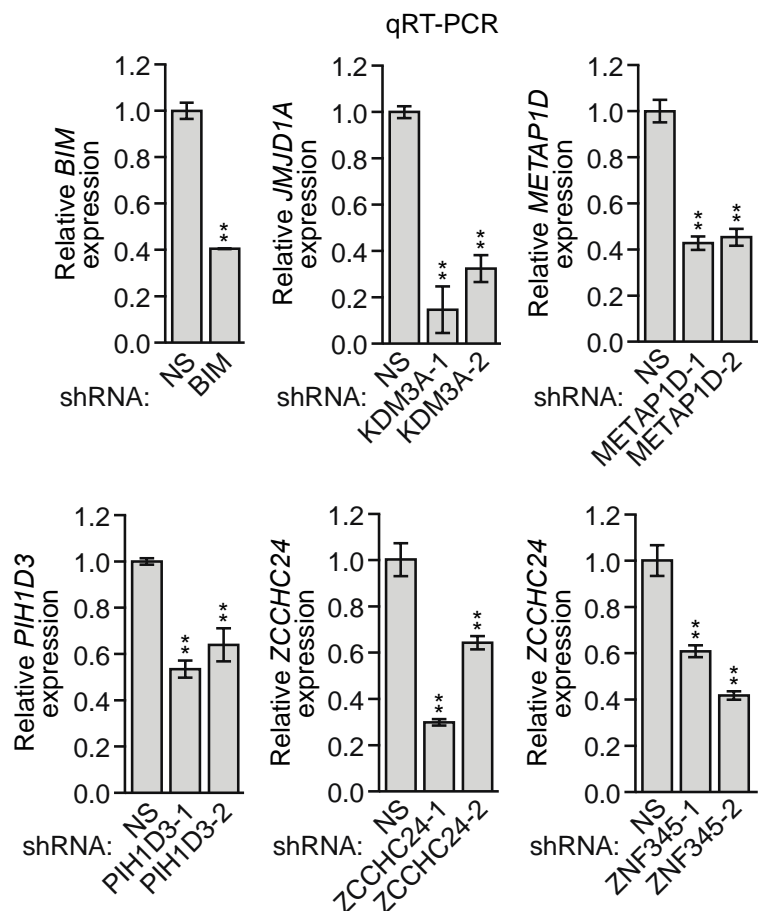 qRT-PCR
Relative BIM
expression
1.2
1.0
0.8
0.6
0.4
0.2
0.0
**
shRNA:
NS
BIM
Relative JMJD1A
expression
1.2
1.0
0.8
0.6
0.4
0.2
0.0
**
**
shRNA:
NS
KDM3A-1
KDM3A-2
Relative METAP1D
expression
1.2
1.0
0.8
0.6
0.4
0.2
0.0
**
**
shRNA:
NS
METAP1D-1
METAP1D-2
Relative PIH1D3
expression
1.2
1.0
0.8
0.6
0.4
0.2
0.0
**
**
shRNA:
NS
PIH1D3-1
PIH1D3-2
Relative ZCCHC24
expression
1.2
1.0
0.8
0.6
0.4
0.2
0.0
**
**
shRNA:
NS
ZCCHC24-1
ZCCHC24-2
Relative ZCCHC24
expression
1.2
1.0
0.8
0.6
0.4
0.2
0.0
**
**
shRNA:
NS
ZNF345-1
ZNF345-2